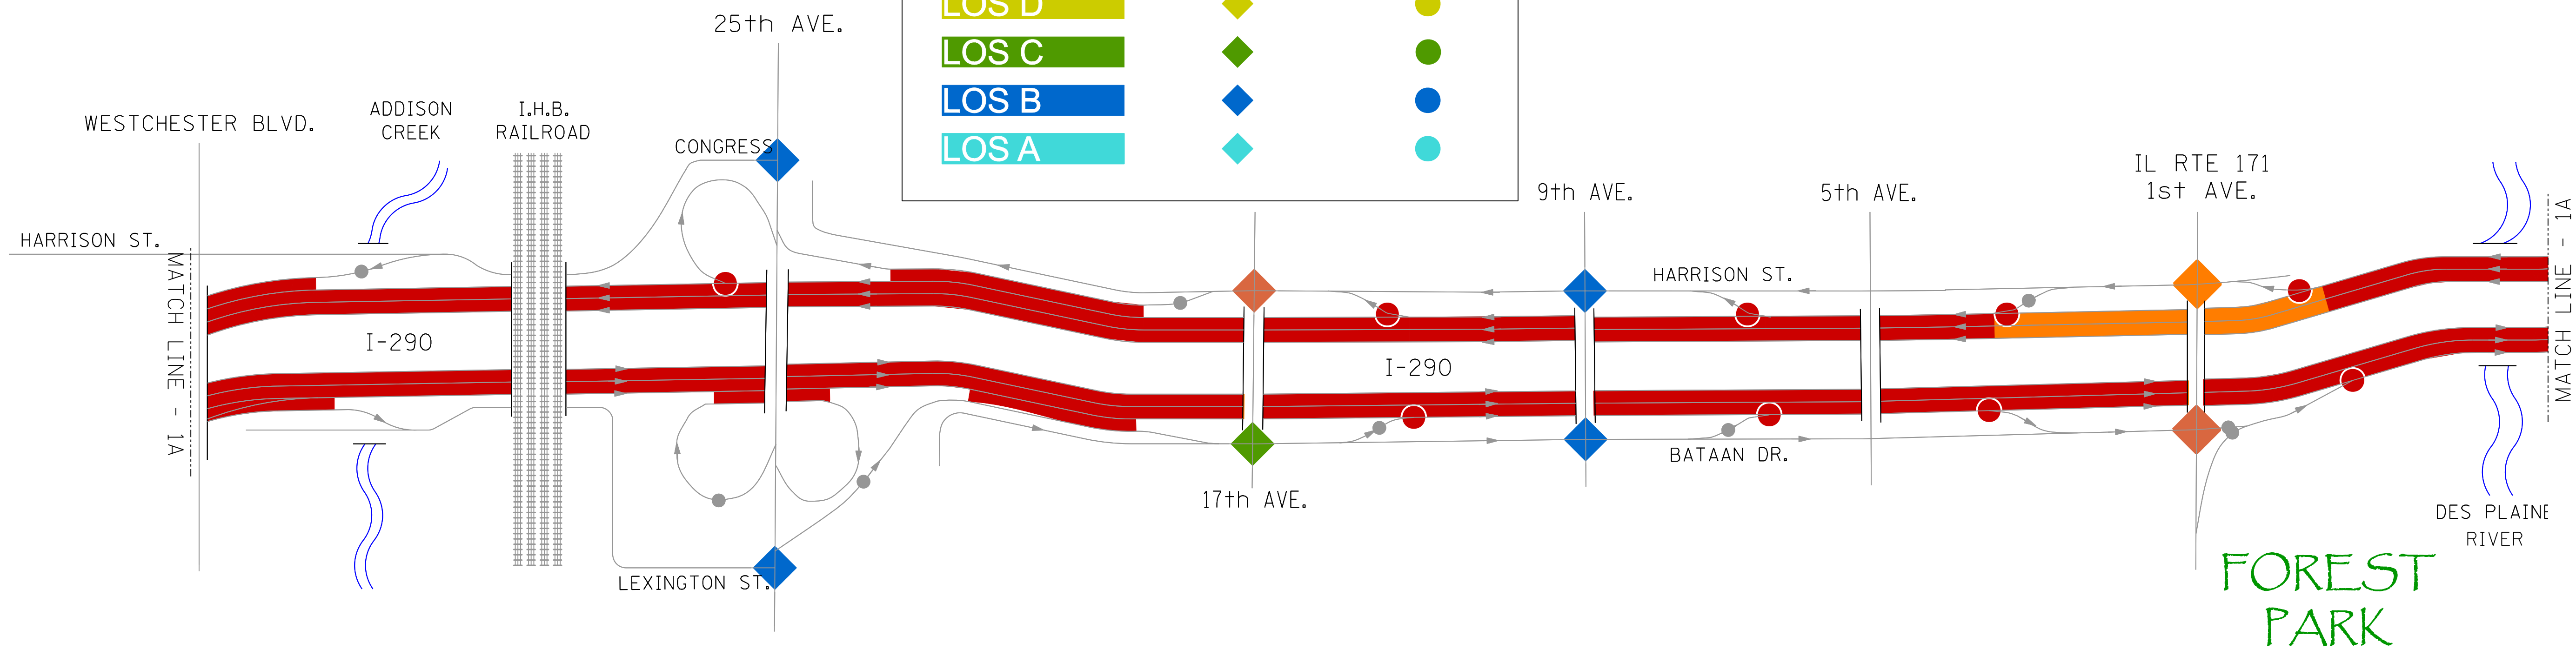 LOS D
25th AVE.
LOS C
LOS B
LOS A
WESTCHESTER BLVD.
ADDISON
CREEK
I.H.B.
RAILROAD
CONGRESS
9th AVE.
5th AVE.
IL RTE 171
1st AVE.
HARRISON ST.
MATCH LINE - 1A
HARRISON ST.
MATCH LINE - 1A
I-290
I-290
BATAAN DR.
17th AVE.
DES PLAINE
RIVER
LEXINGTON ST.
FOREST
PARK